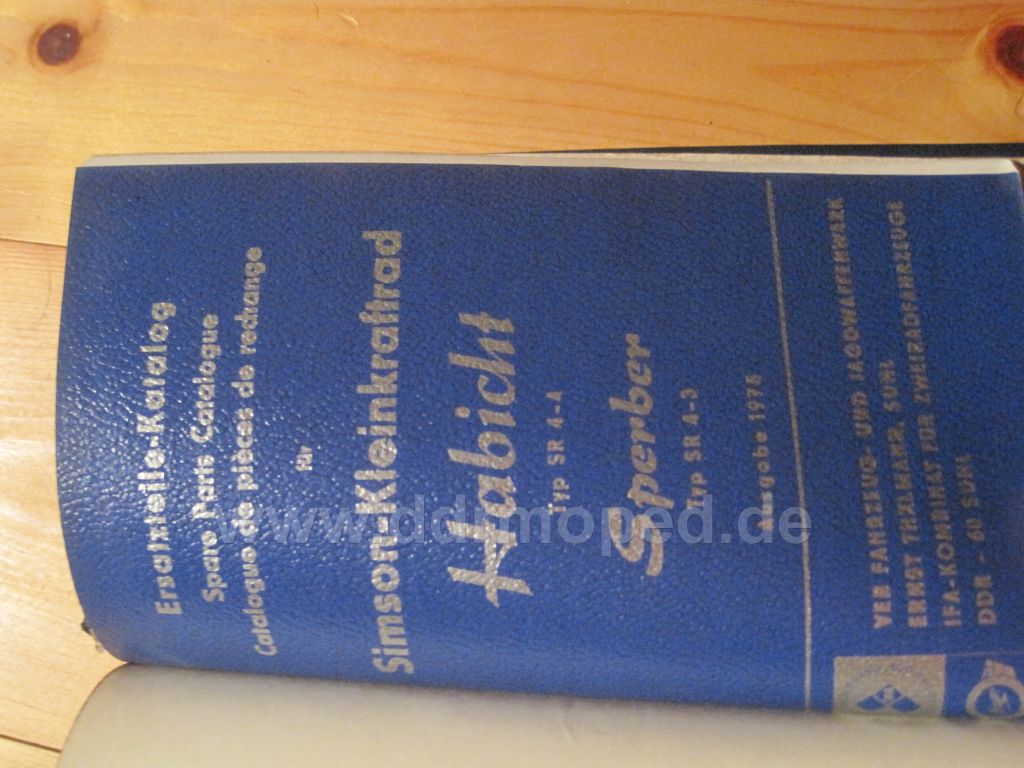 Ersatzteile-Katalog
Spare Parts Catalogue
Catalogue de pièces de rechange
für
Simson-Kleinkraftrad
Habicht
Typ SR 4-4
Sperber
Typ SR 4-3
Ausgabe 1978
VEB FAHRZEUG- UND JAGDWAFFENWERK
ERNST THÄLMANN, SUHL
IFA-KOMBINAT FÜR ZWEIRADFAHRZEUGE
DDR - 60 SUHL
www.ddrmoped.de